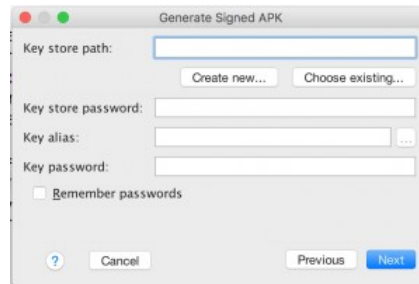 Generate Signed APK
Key store path:
Create new... Choose existing...
Key store password:
Key alias:
...
Key password:
Remember passwords
? Cancel Previous Next